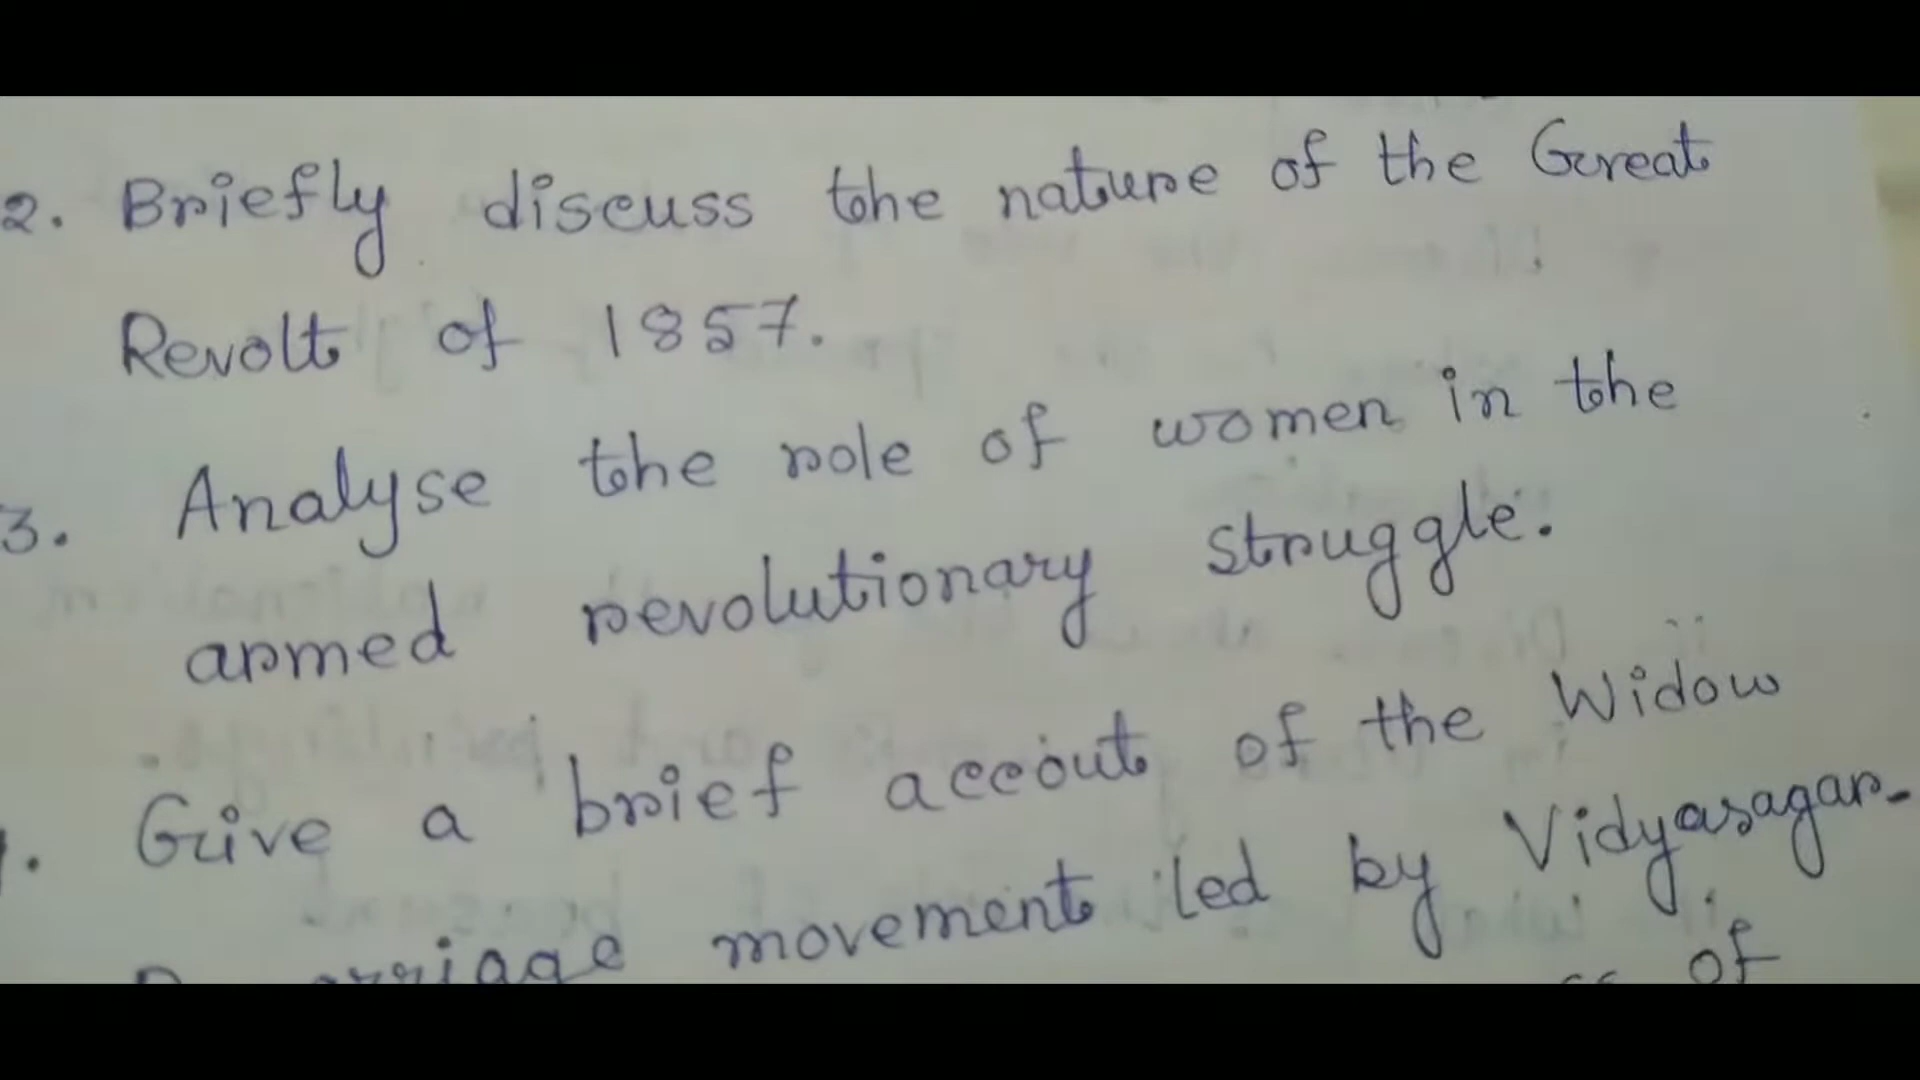 2. Briefly discuss the nature of the Great
Revolt of 1857.
3. Analyse the role of women in the
armed revolutionary struggle.
Give a brief accout of the Widow
movement led by Vidyasagar.
of